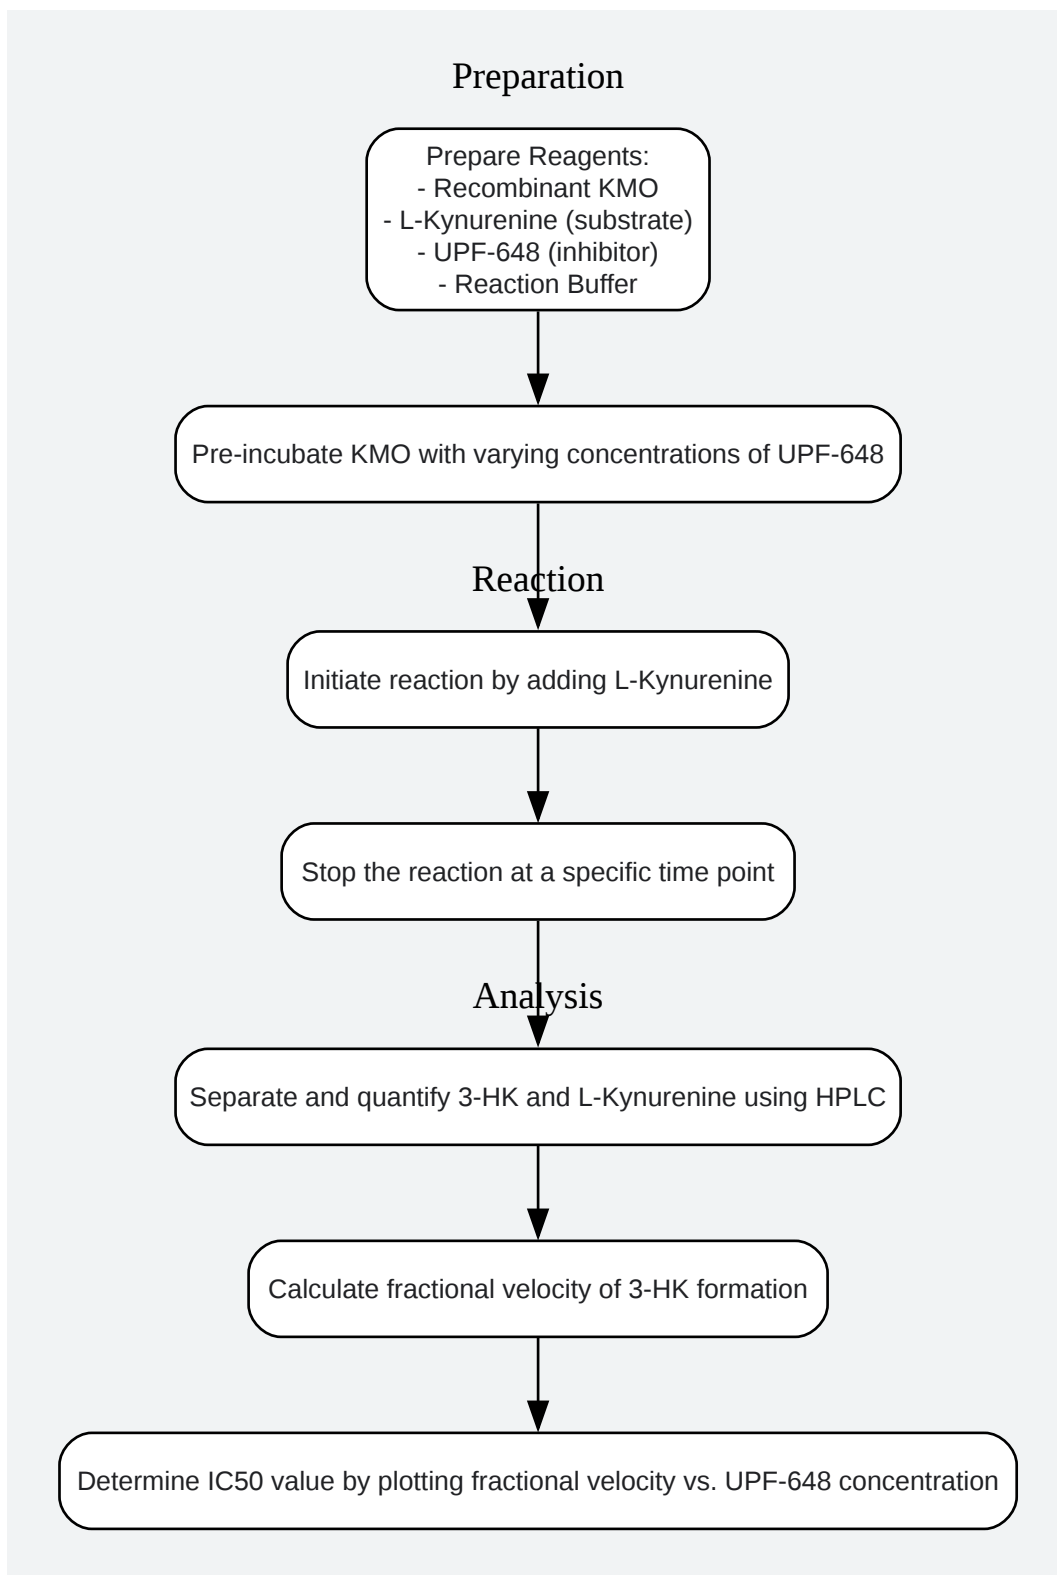 Preparation
Prepare Reagents:
- Recombinant KMO
- L-Kynurenine (substrate)
- UPF-648 (inhibitor)
- Reaction Buffer
Pre-incubate KMO with varying concentrations of UPF-648
Reaction
Initiate reaction by adding L-Kynurenine
Stop the reaction at a specific time point
Analysis
Separate and quantify 3-HK and L-Kynurenine using HPLC
Calculate fractional velocity of 3-HK formation
Determine IC50 value by plotting fractional velocity vs. UPF-648 concentration